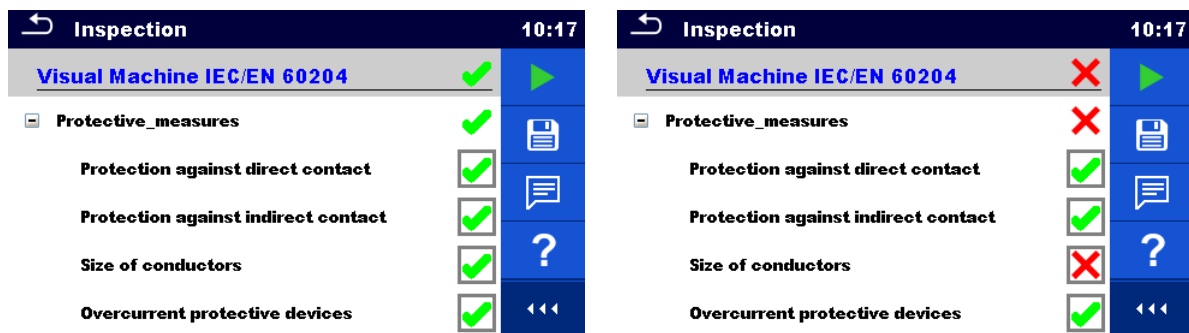 Inspection 10:17
Visual Machine IEC/EN 60204
Protective_measures
Protection against direct contact
Protection against indirect contact
Size of conductors
Overcurrent protective devices
?
Inspection 10:17
Visual Machine IEC/EN 60204
Protective_measures
Protection against direct contact
Protection against indirect contact
Size of conductors
Overcurrent protective devices
?